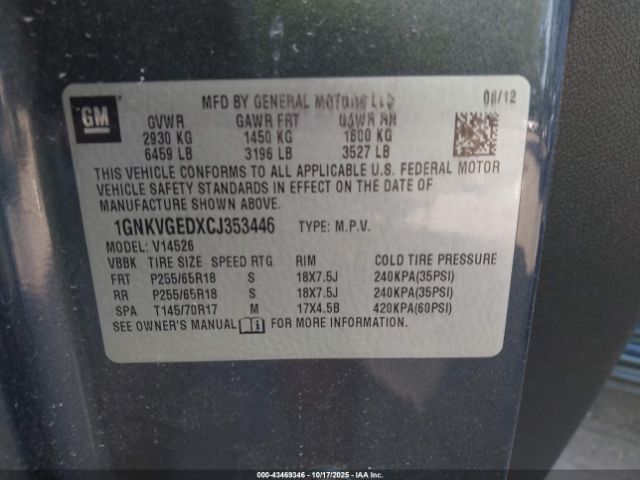 GM
MFD BY GENERAL MOTORS LLC 06/12
GVWR GAWR FRT GAWR RR
2930 KG 1450 KG 1600 KG
6459 LB 3196 LB 3527 LB
THIS VEHICLE CONFORMS TO ALL APPLICABLE U.S. FEDERAL MOTOR
VEHICLE SAFETY STANDARDS IN EFFECT ON THE DATE OF
MANUFACTURE SHOWN ABOVE.
1GNKVGEDXCJ353446 TYPE: M.P.V.
MODEL: V14526
VBBK TIRE SIZE SPEED RTG RIM COLD TIRE PRESSURE
FRT P255/65R18 S 18X7.5J 240KPA(35PSI)
RR P255/65R18 S 18X7.5J 240KPA(35PSI)
SPA T145/70R17 M 17X4.5B 420KPA(60PSI)
SEE OWNER'S MANUAL FOR MORE INFORMATION.
000-43469346 - 10/17/2025 - IAAI.com